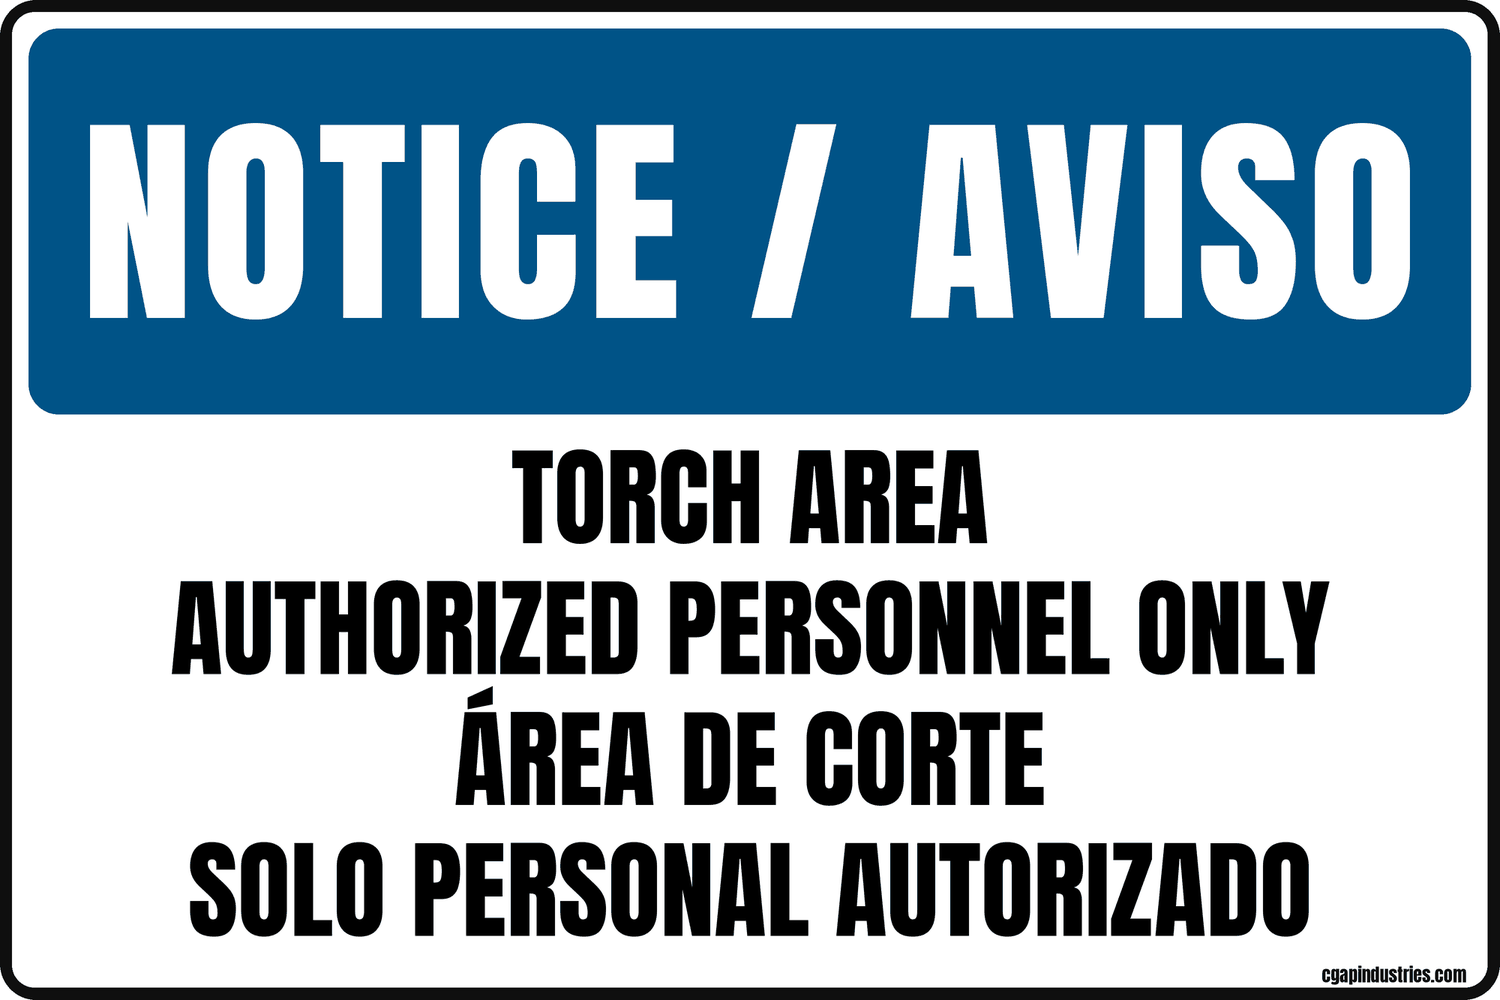 NOTICE / AVISO
TORCH AREA
AUTHORIZED PERSONNEL ONLY
ÁREA DE CORTE
SOLO PERSONAL AUTORIZADO
cgapindustries.com